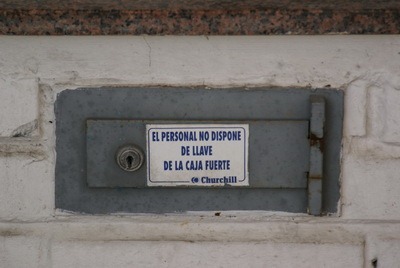 EL PERSONAL NO DISPONE
DE LLAVE
DE LA CAJA FUERTE
Churchill